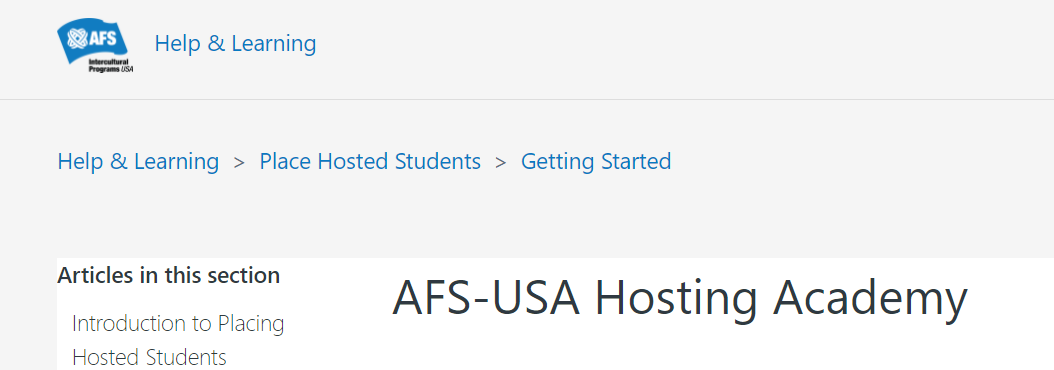 AFS
Intercultural
Programs USA
Help & Learning
Help & Learning > Place Hosted Students > Getting Started
Articles in this section
AFS-USA Hosting Academy
Introduction to Placing
Hosted Students